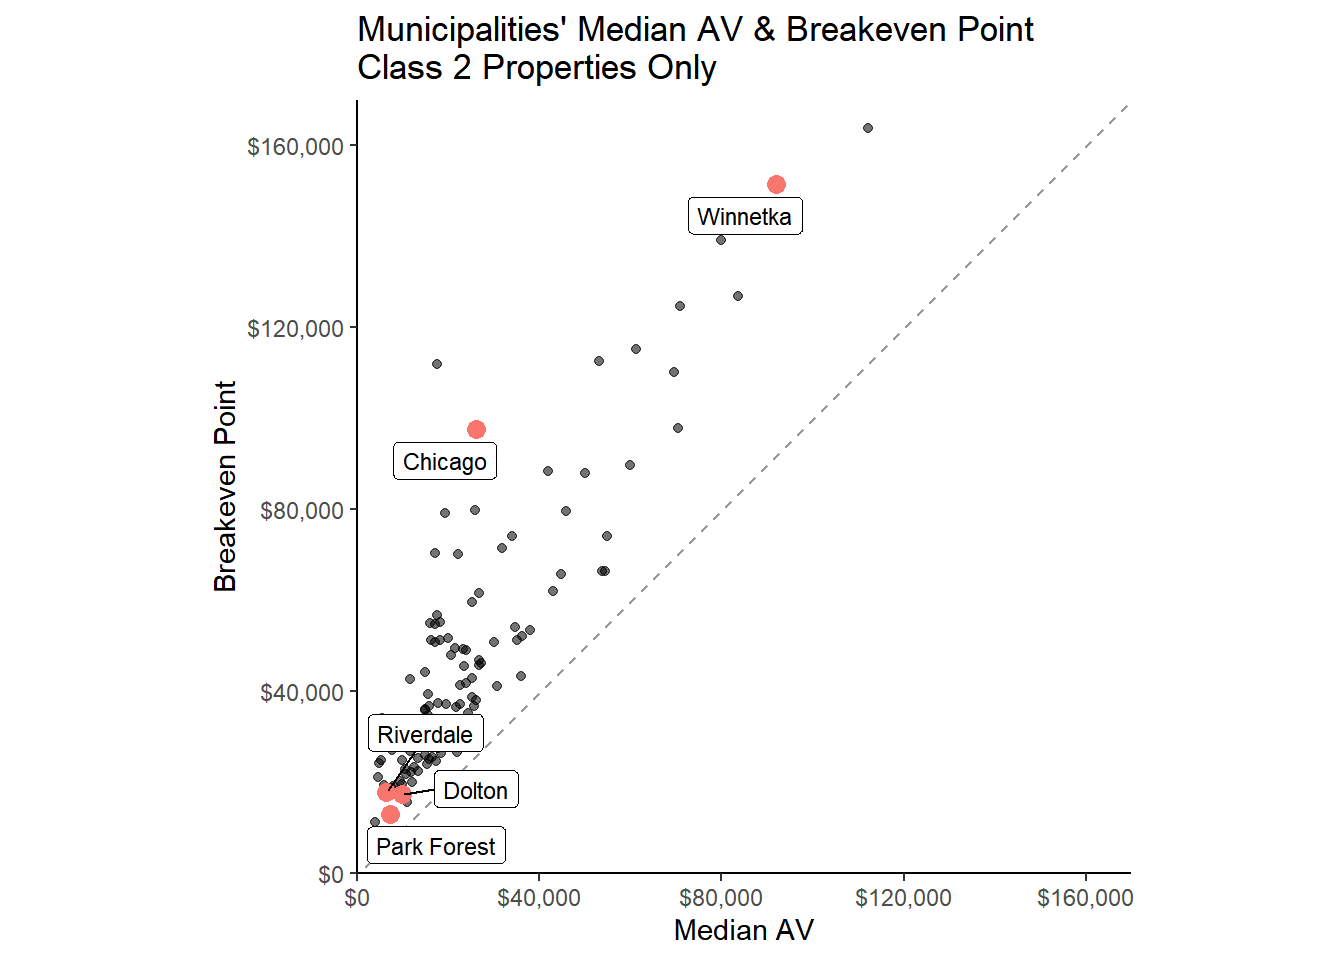 Municipalities' Median AV & Breakeven Point
Class 2 Properties Only
$160,000
$120,000
$80,000
$40,000
$0
Breakeven Point
Winnetka
Chicago
Riverdale
Dolton
Park Forest
$0
$40,000
$80,000
$120,000
$160,000
Median AV